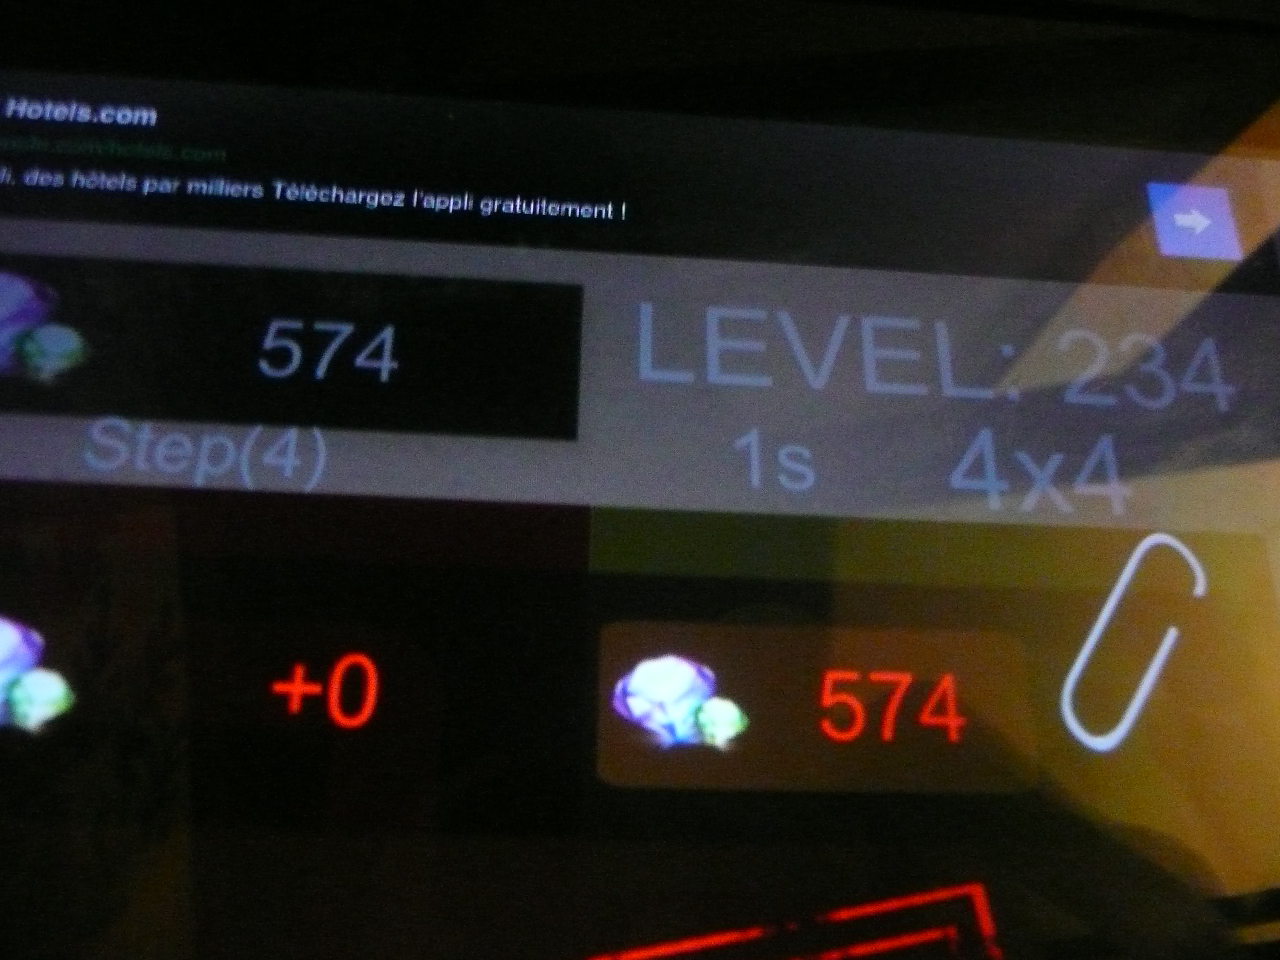 Hotels.com
des hôtels par milliers Téléchargez l'appli gratuitement !
574
LEVEL: 234
Step(4)
1s
4x4
+0
574